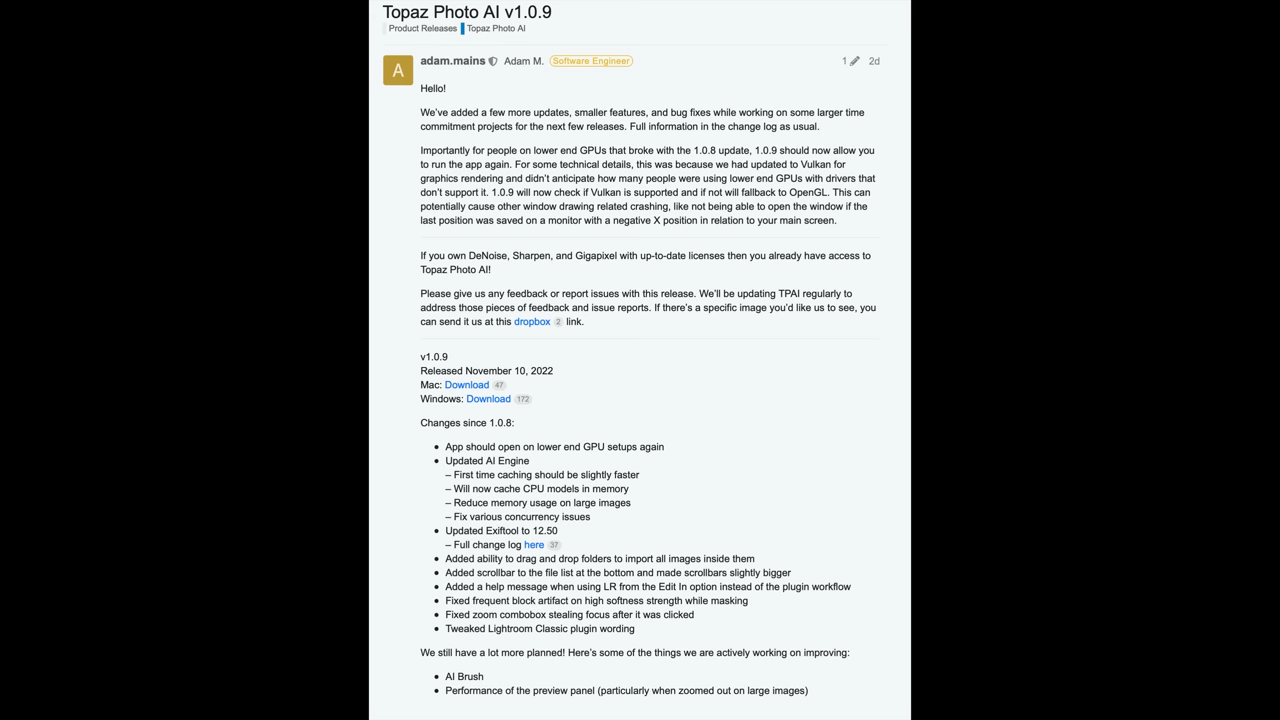 Topaz Photo AI v1.0.9
Product Releases Topaz Photo AI
A
adam.mains Adam M. Software Engineer 1 2d
Hello!
We've added a few more updates, smaller features, and bug fixes while working on some larger time
commitment projects for the next few releases. Full information in the change log as usual.
Importantly for people on lower end GPUs that broke with the 1.0.8 update, 1.0.9 should now allow you
to run the app again. For some technical details, this was because we had updated to Vulkan for
graphics rendering and didn't anticipate how many people were using lower end GPUs with drivers that
don't support it. 1.0.9 will now check if Vulkan is supported and if not will fallback to OpenGL. This can
potentially cause other window drawing related crashing, like not being able to open the window if the
last position was saved on a monitor with a negative X position in relation to your main screen.
If you own DeNoise, Sharpen, and Gigapixel with up-to-date licenses then you already have access to
Topaz Photo AI!
Please give us any feedback or report issues with this release. We'll be updating TPAI regularly to
address those pieces of feedback and issue reports. If there's a specific image you'd like us to see, you
can send it us at this dropbox 2 link.
v1.0.9
Released November 10, 2022
Mac: Download 47
Windows: Download 172
Changes since 1.0.8:
• App should open on lower end GPU setups again
• Updated AI Engine
– First time caching should be slightly faster
– Will now cache CPU models in memory
– Reduce memory usage on large images
– Fix various concurrency issues
• Updated Exiftool to 12.50
– Full change log here 37
• Added ability to drag and drop folders to import all images inside them
• Added scrollbar to the file list at the bottom and made scrollbars slightly bigger
• Added a help message when using LR from the Edit In option instead of the plugin workflow
• Fixed frequent block artifact on high softness strength while masking
• Fixed zoom combobox stealing focus after it was clicked
• Tweaked Lightroom Classic plugin wording
We still have a lot more planned! Here's some of the things we are actively working on improving:
• AI Brush
• Performance of the preview panel (particularly when zoomed out on large images)